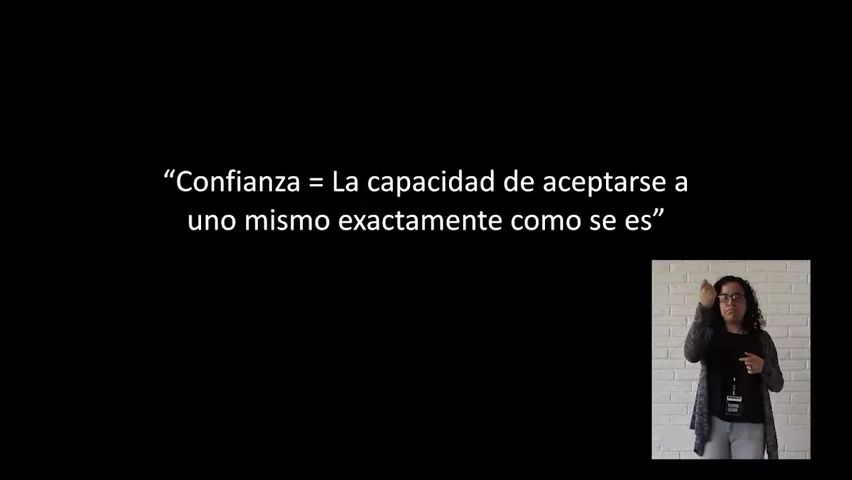 “Confianza = La capacidad de aceptarse a
uno mismo exactamente como se es”